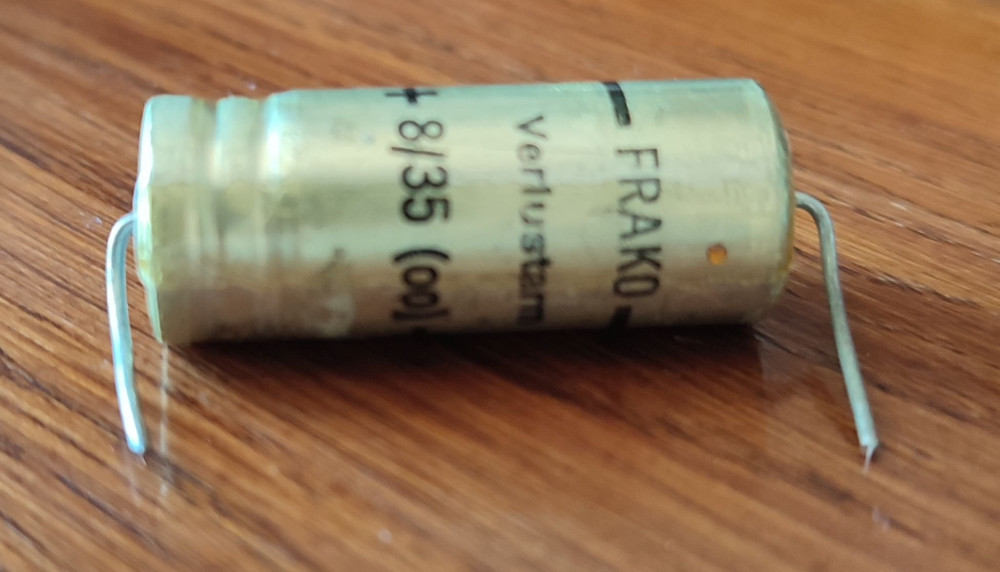 – FRAKO –
Verlustarm
+ 8/35 (oo) -